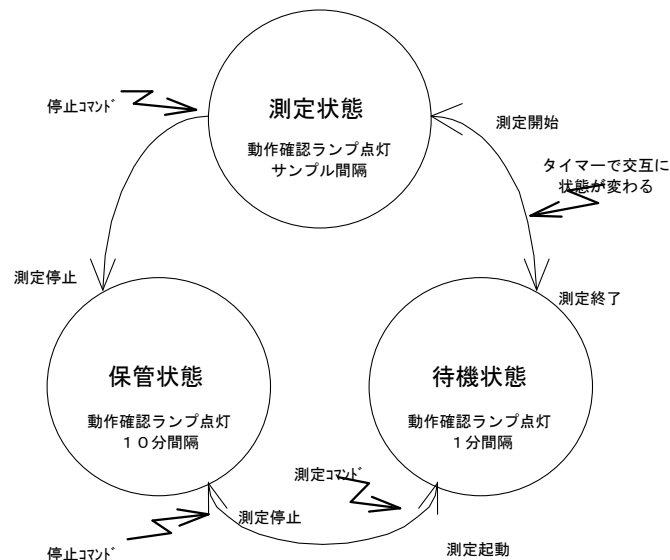 停止ｺﾏﾝﾄﾞ
測定状態
動作確認ランプ点灯
サンプル間隔
測定開始
タイマーで交互に
状態が変わる
測定停止
測定終了
保管状態
動作確認ランプ点灯
１０分間隔
待機状態
動作確認ランプ点灯
１分間隔
測定ｺﾏﾝﾄﾞ
測定停止
停止ｺﾏﾝﾄﾞ
測定起動